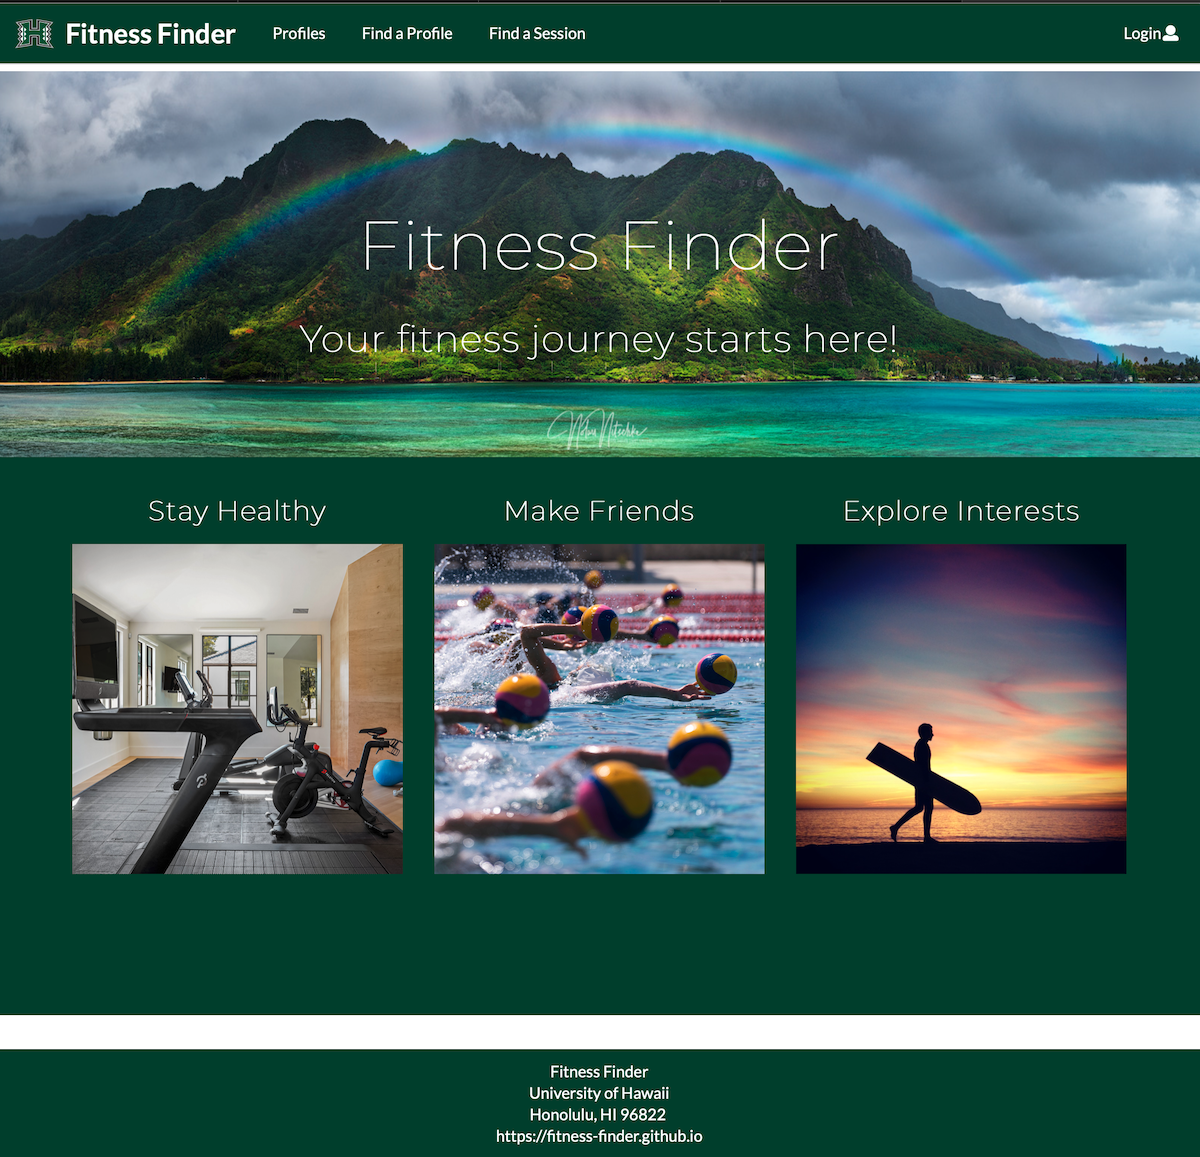 Fitness Finder Profiles Find a Profile Find a Session Login
Fitness Finder
Your fitness journey starts here!
Stay Healthy Make Friends Explore Interests
Fitness Finder
University of Hawaii
Honolulu, HI 96822
https://fitness-finder.github.io